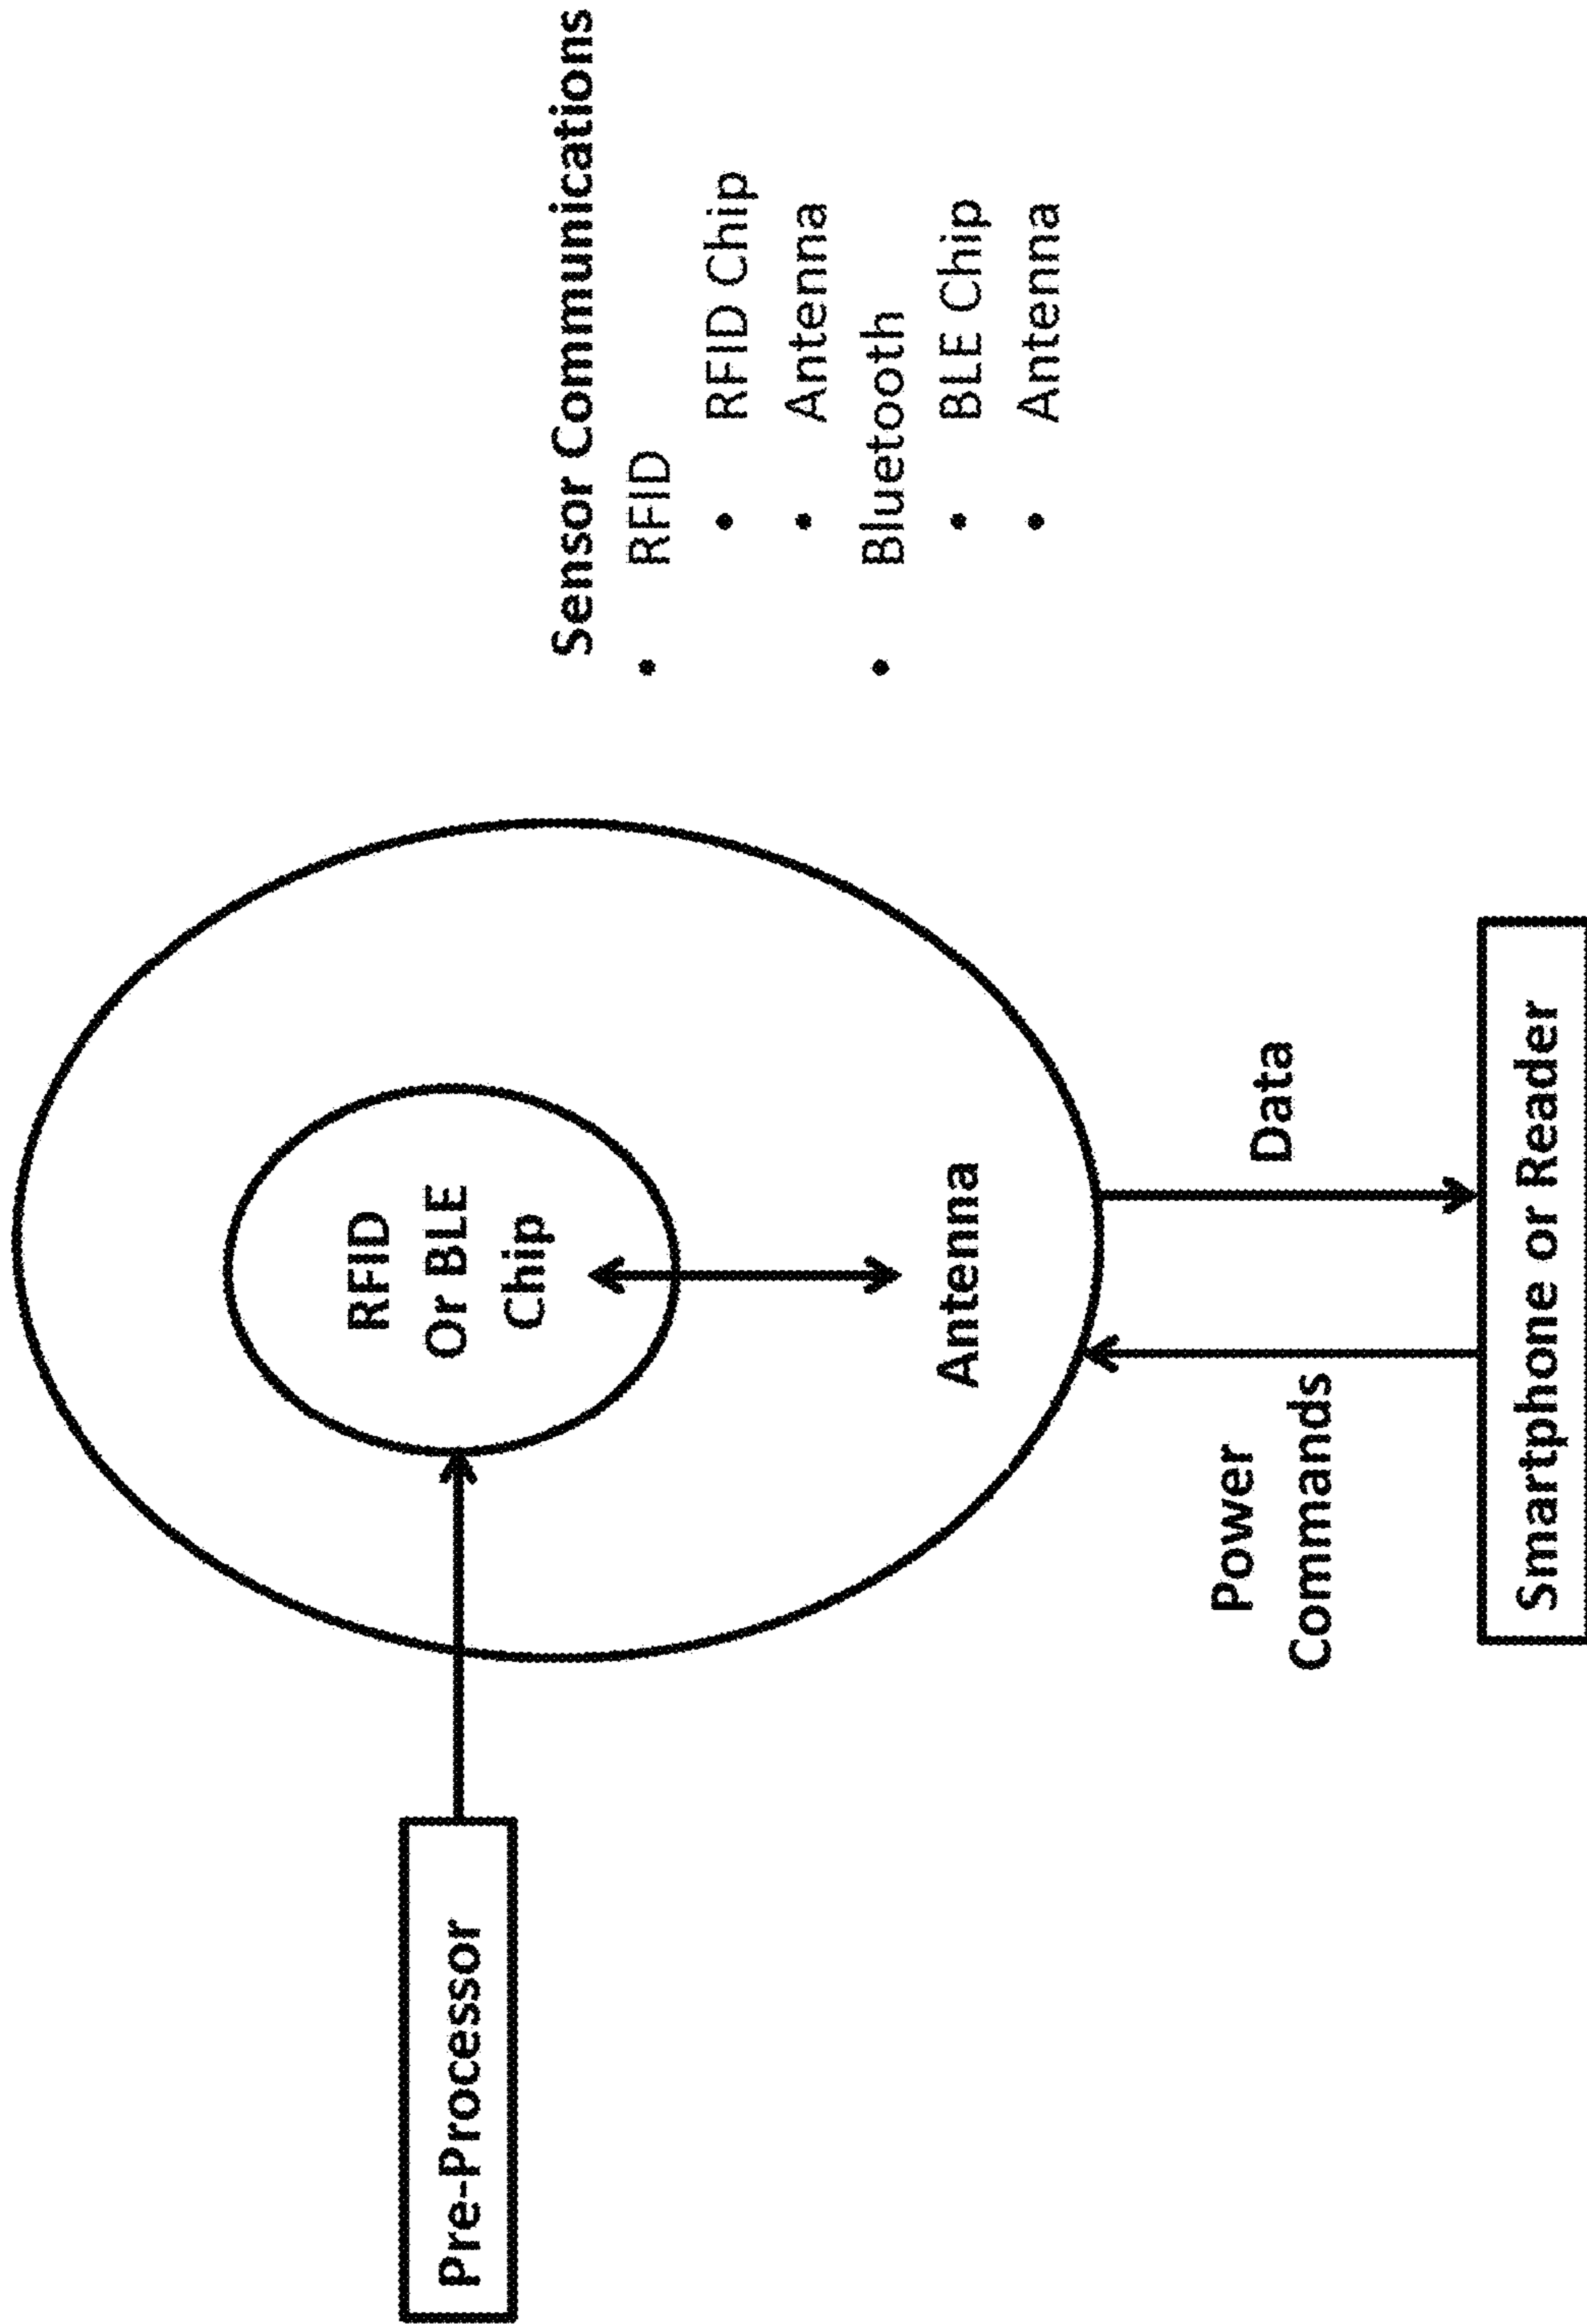 RFID
Or BLE
Chip
Pre-Processor
Antenna
Power
Commands
Data
Smartphone or Reader
Sensor Communications
• RFID
• RFID Chip
• Antenna
• Bluetooth
• BLE Chip
• Antenna